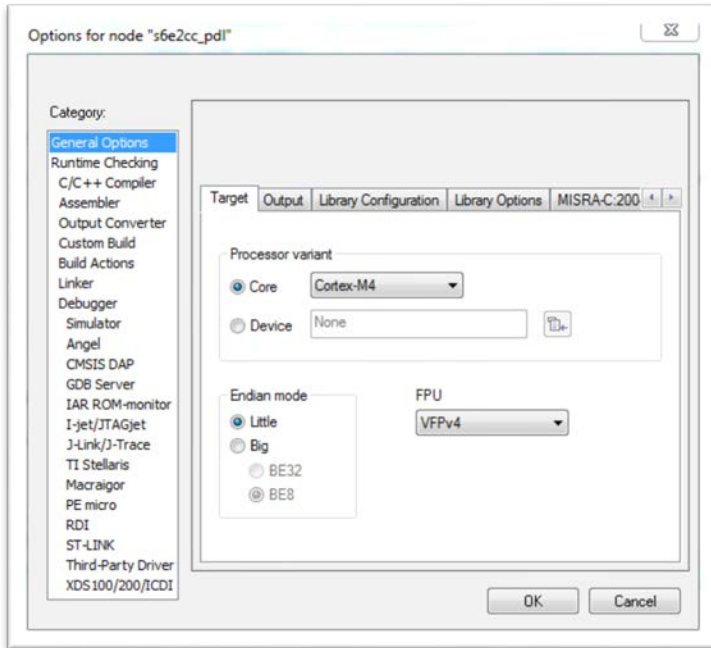 Options for node "s6e2cc_pdl"
Category:
General Options
Runtime Checking
C/C++ Compiler
Assembler
Output Converter
Custom Build
Build Actions
Linker
Debugger
Simulator
Angel
CMSIS DAP
GDB Server
IAR ROM-monitor
I-jet/JTAGjet
J-Link/J-Trace
TI Stellaris
Macraigor
PE micro
RDI
ST-LINK
Third-Party Driver
XDS100/200/ICDI
Target Output Library Configuration Library Options MISRA-C:200
Processor variant
Core Cortex-M4
Device None
Endian mode
Little
Big
BE32
BE8
FPU
VFPv4
OK Cancel